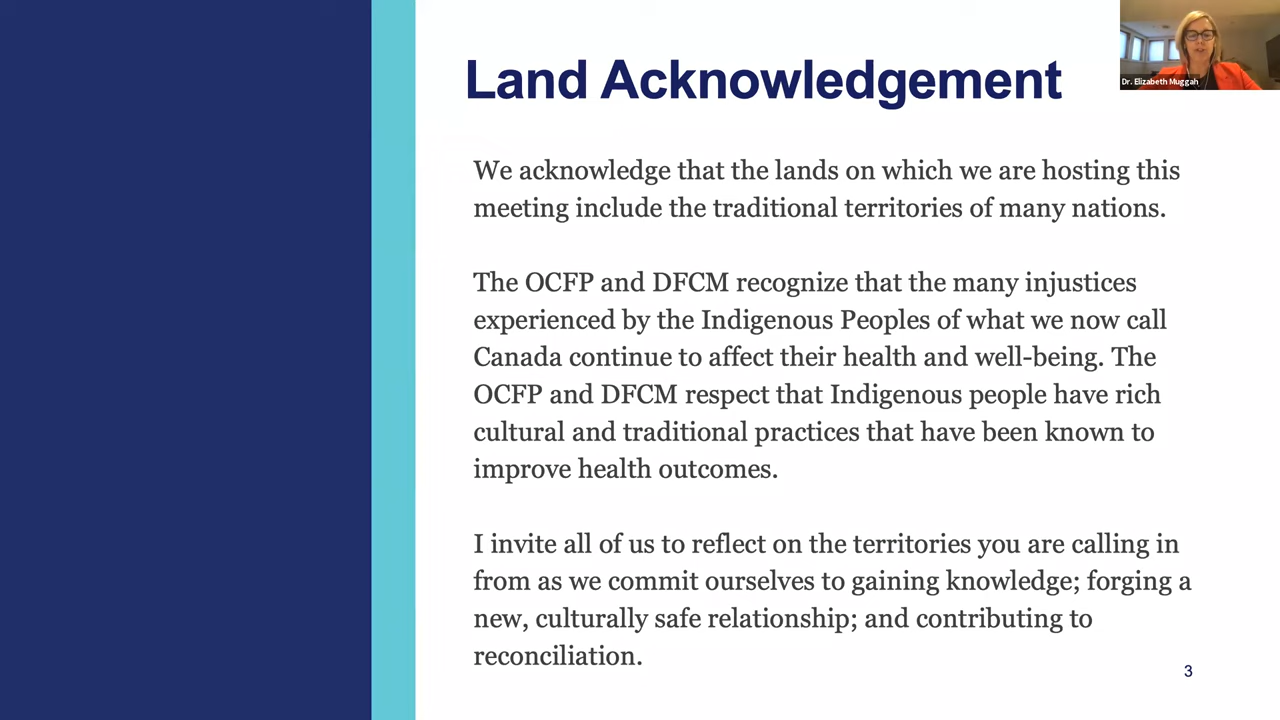 Land Acknowledgement
Dr. Elizabeth Muggah
We acknowledge that the lands on which we are hosting this
meeting include the traditional territories of many nations.
The OCFP and DFCM recognize that the many injustices
experienced by the Indigenous Peoples of what we now call
Canada continue to affect their health and well-being. The
OCFP and DFCM respect that Indigenous people have rich
cultural and traditional practices that have been known to
improve health outcomes.
I invite all of us to reflect on the territories you are calling in
from as we commit ourselves to gaining knowledge; forging a
new, culturally safe relationship; and contributing to
reconciliation.
3